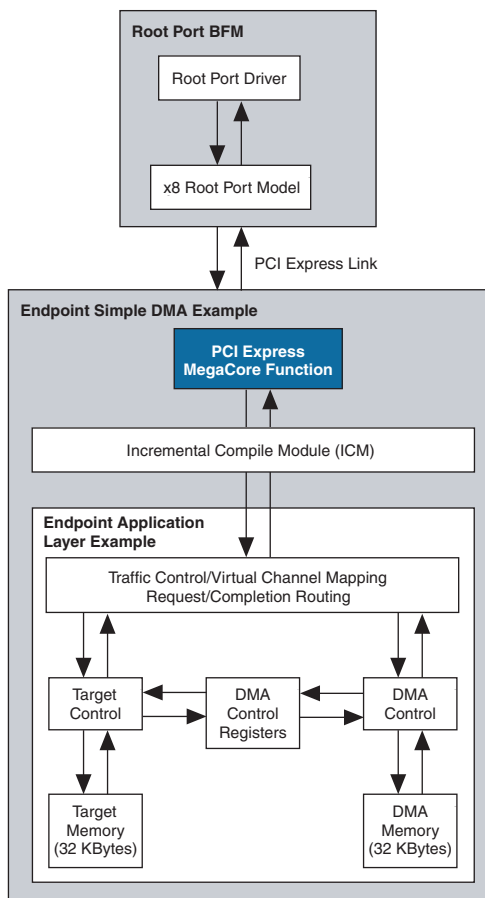 Root Port BFM
Root Port Driver
x8 Root Port Model
PCI Express Link
Endpoint Simple DMA Example
PCI Express
MegaCore Function
Incremental Compile Module (ICM)
Endpoint Application
Layer Example
Traffic Control/Virtual Channel Mapping
Request/Completion Routing
Target
Control
DMA
Control
Registers
DMA
Control
Target
Memory
(32 KBytes)
DMA
Memory
(32 KBytes)